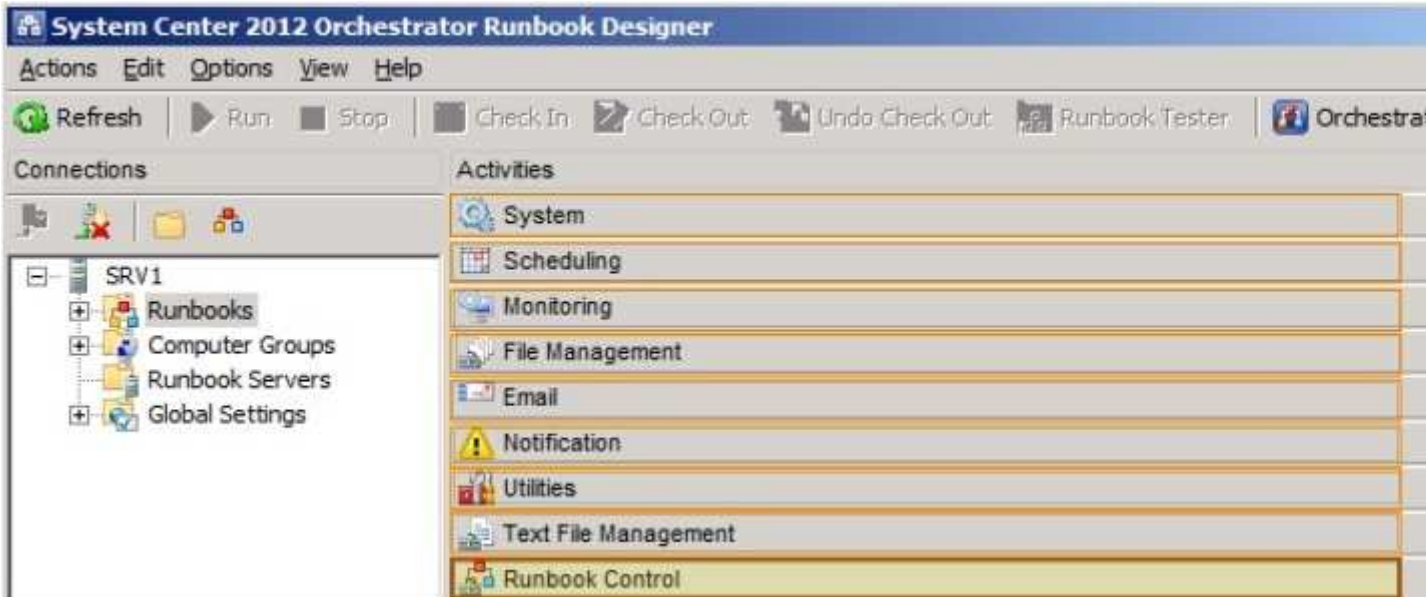 System Center 2012 Orchestrator Runbook Designer
Actions Edit Options View Help
Refresh Run Stop Check In Check Out Undo Check Out Runbook Tester
Connections
SRV1
Runbooks
Computer Groups
Runbook Servers
Global Settings
Activities
System
Scheduling
Monitoring
File Management
Email
Notification
Utilities
Text File Management
Runbook Control